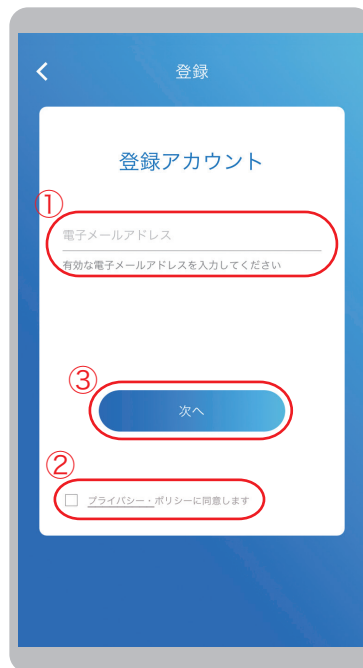 登録
登録アカウント
①
電子メールアドレス
有効な電子メールアドレスを入力してください
③
次へ
②
プライバシー・ポリシーに同意します